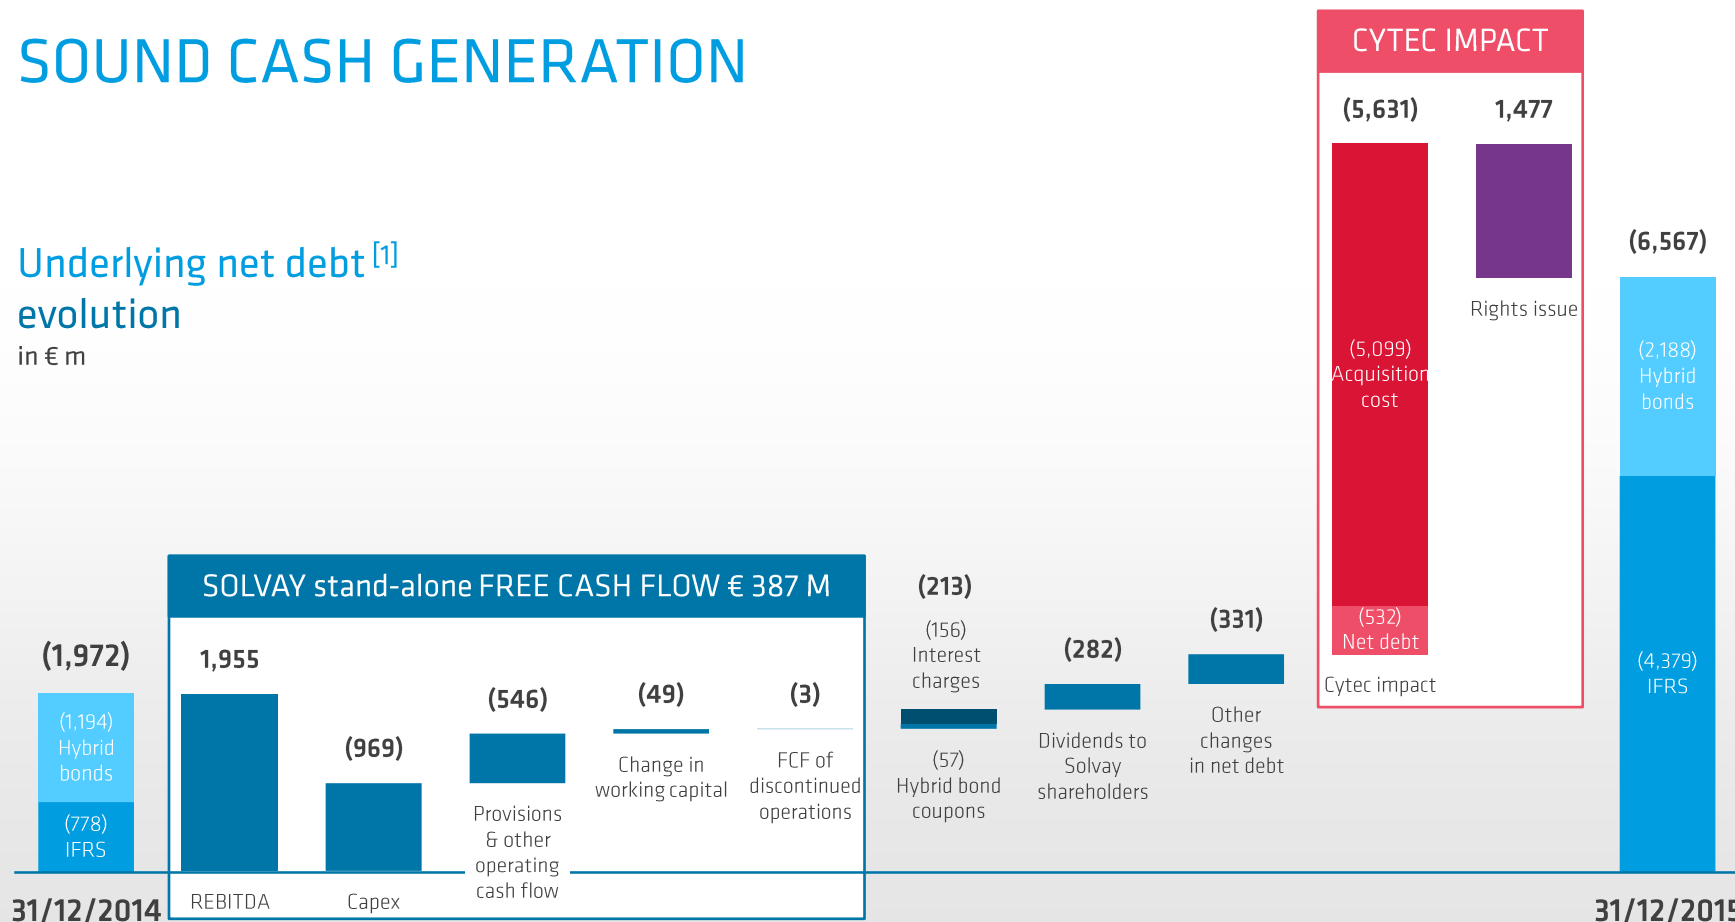 SOUND CASH GENERATION
Underlying net debt [1]
evolution
in € m
(1,972)
(1,194)
Hybrid
bonds
(778)
IFRS
31/12/2014
SOLVAY stand-alone FREE CASH FLOW € 387 M
1,955
REBITDA
(969)
Capex
(546)
Provisions
& other
operating
cash flow
(49)
Change in
working capital
(3)
FCF of
discontinued
operations
(213)
(156)
Interest
charges
(57)
Hybrid bond
coupons
(282)
Dividends to
Solvay
shareholders
(331)
Other
changes
in net debt
CYTEC IMPACT
(5,631)
(5,099)
Acquisition
cost
(532)
Net debt
Cytec impact
1,477
Rights issue
(6,567)
(2,188)
Hybrid
bonds
(4,379)
IFRS
31/12/2015